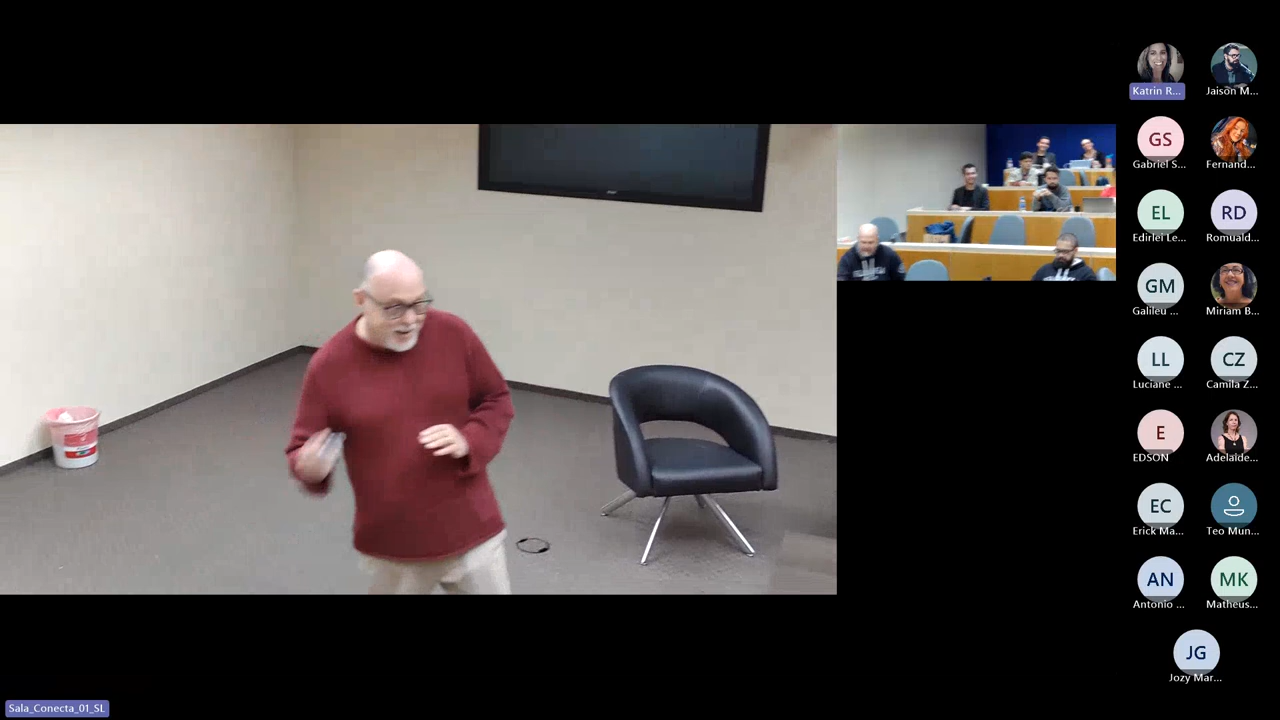 Katrin R...
Jaison M...
GS
Gabriel S...
Fernand...
EL
Edirlei Le...
RD
Romuald...
GM
Galileu ...
Miriam B...
LL
Luciane ...
CZ
Camila Z...
E
EDSON
Adelaide...
EC
Erick Ma...
Teo Mun...
AN
Antonio ...
MK
Matheus...
JG
Jozy Mar...
Sala_Conecta_01_SL